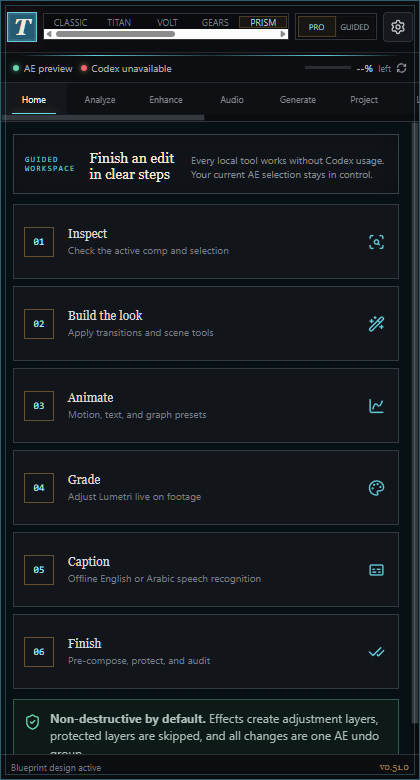 T
CLASSIC TITAN VOLT GEARS PRISM
PRO GUIDED
AE preview Codex unavailable --% left
Home Analyze Enhance Audio Generate Project
GUIDED
WORKSPACE
Finish an edit
in clear steps
Every local tool works without Codex usage.
Your current AE selection stays in control.
01 Inspect
Check the active comp and selection
02 Build the look
Apply transitions and scene tools
03 Animate
Motion, text, and graph presets
04 Grade
Adjust Lumetri live on footage
05 Caption
Offline English or Arabic speech recognition
06 Finish
Pre-compose, protect, and audit
Non-destructive by default. Effects create adjustment layers,
protected layers are skipped, and all changes are one AE undo
group.
Blueprint design active v0.51.0